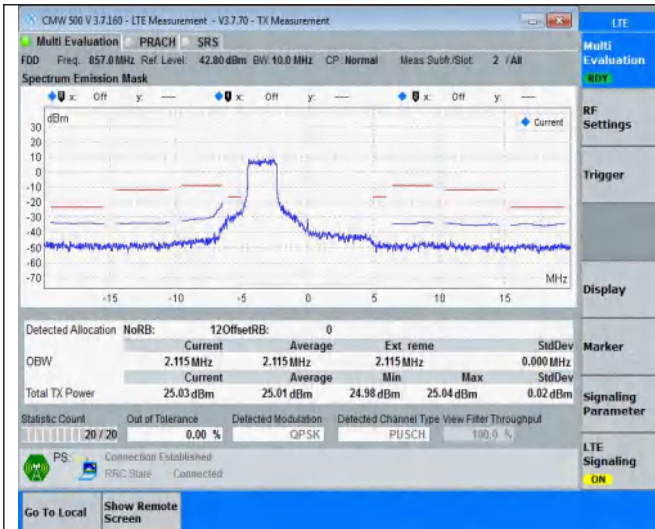 CMW 500 V 3.7.160 - LTE Measurement - V3.7.70 - TX Measurement
LTE
Multi Evaluation PRACH SRS
Multi Evaluation
RDY
FDD Freq.: 857.0 MHz Ref. Level: 42.80 dBm BW: 10.0 MHz CP: Normal Meas Subfr./Slot: 2 / All
Spectrum Emission Mask
x: Off y: --- x: Off y: --- x: Off y: ---
dBm
Current
30
20
10
0
-10
-20
-30
-40
-50
-60
-70
MHz
-15 -10 -5 0 5 10 15
RF Settings
Trigger
Display
Marker
Signaling Parameter
LTE Signaling
ON
Detected Allocation NoRB: 12OffsetRB: 0
Current Average Ext reme StdDev
OBW 2.115 MHz 2.115 MHz 2.115 MHz 0.000 MHz
Current Average Min Max StdDev
Total TX Power 25.03 dBm 25.01 dBm 24.98 dBm 25.04 dBm 0.02 dBm
Statistic Count Out of Tolerance Detected Modulation Detected Channel Type View Filter Throughput
20 / 20 0.00 % QPSK PUSCH 100.0 %
PS: Connection Established
RRC State Connected
Go To Local
Show Remote Screen